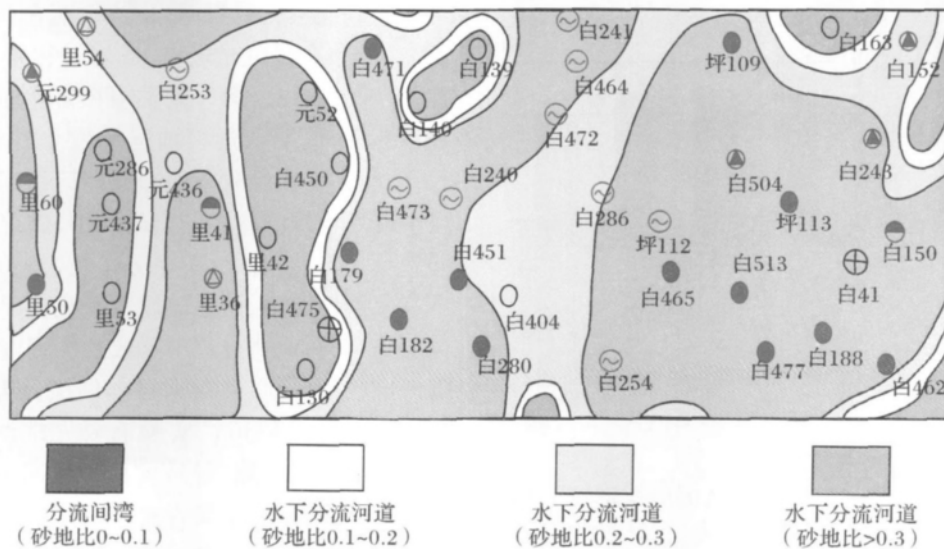 里54
元299
白253
白471
白139
白241
白464
坪109
白163
白152
元52
白140
白472
元286
元436
白450
白240
白504
白243
里60
元437
里41
白473
白286
坪113
坪112
白150
里42
白179
白451
白513
里50
里53
里36
白475
白465
白41
白404
白182
白280
白254
白477
白188
白130
白462
分流间湾
(砂地比0~0.1)
水下分流河道
(砂地比0.1~0.2)
水下分流河道
(砂地比0.2~0.3)
水下分流河道
(砂地比>0.3)